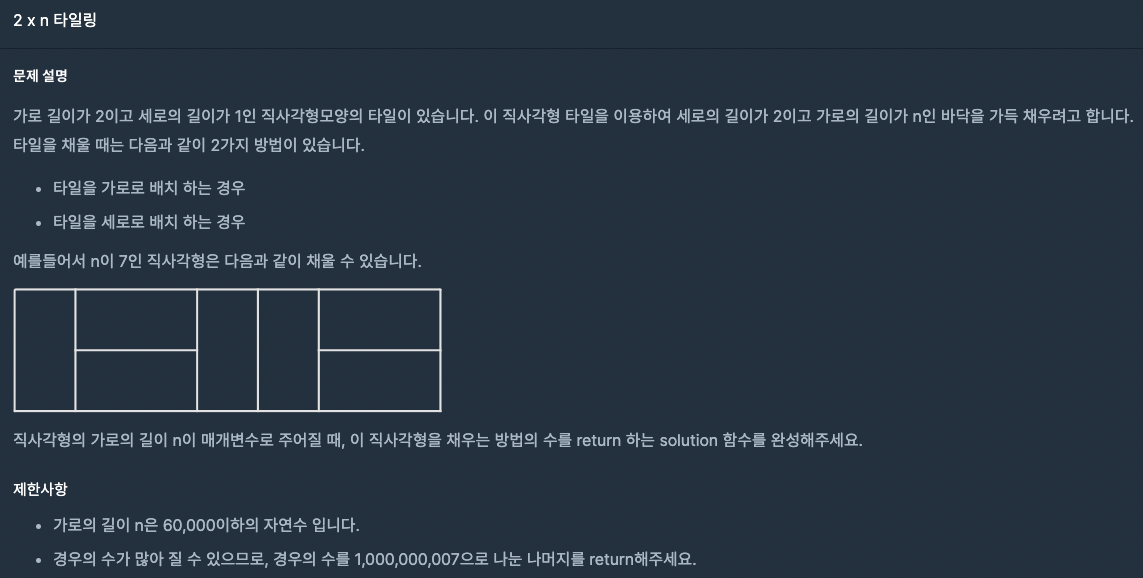 2 x n 타일링
문제 설명
가로 길이가 2이고 세로의 길이가 1인 직사각형모양의 타일이 있습니다. 이 직사각형 타일을 이용하여 세로의 길이가 2이고 가로의 길이가 n인 바닥을 가득 채우려고 합니다.
타일을 채울 때는 다음과 같이 2가지 방법이 있습니다.
• 타일을 가로로 배치 하는 경우
• 타일을 세로로 배치 하는 경우
예를들어서 n이 7인 직사각형은 다음과 같이 채울 수 있습니다.
직사각형의 가로의 길이 n이 매개변수로 주어질 때, 이 직사각형을 채우는 방법의 수를 return 하는 solution 함수를 완성해주세요.
제한사항
• 가로의 길이 n은 60,000이하의 자연수 입니다.
• 경우의 수가 많아 질 수 있으므로, 경우의 수를 1,000,000,007으로 나눈 나머지를 return해주세요.